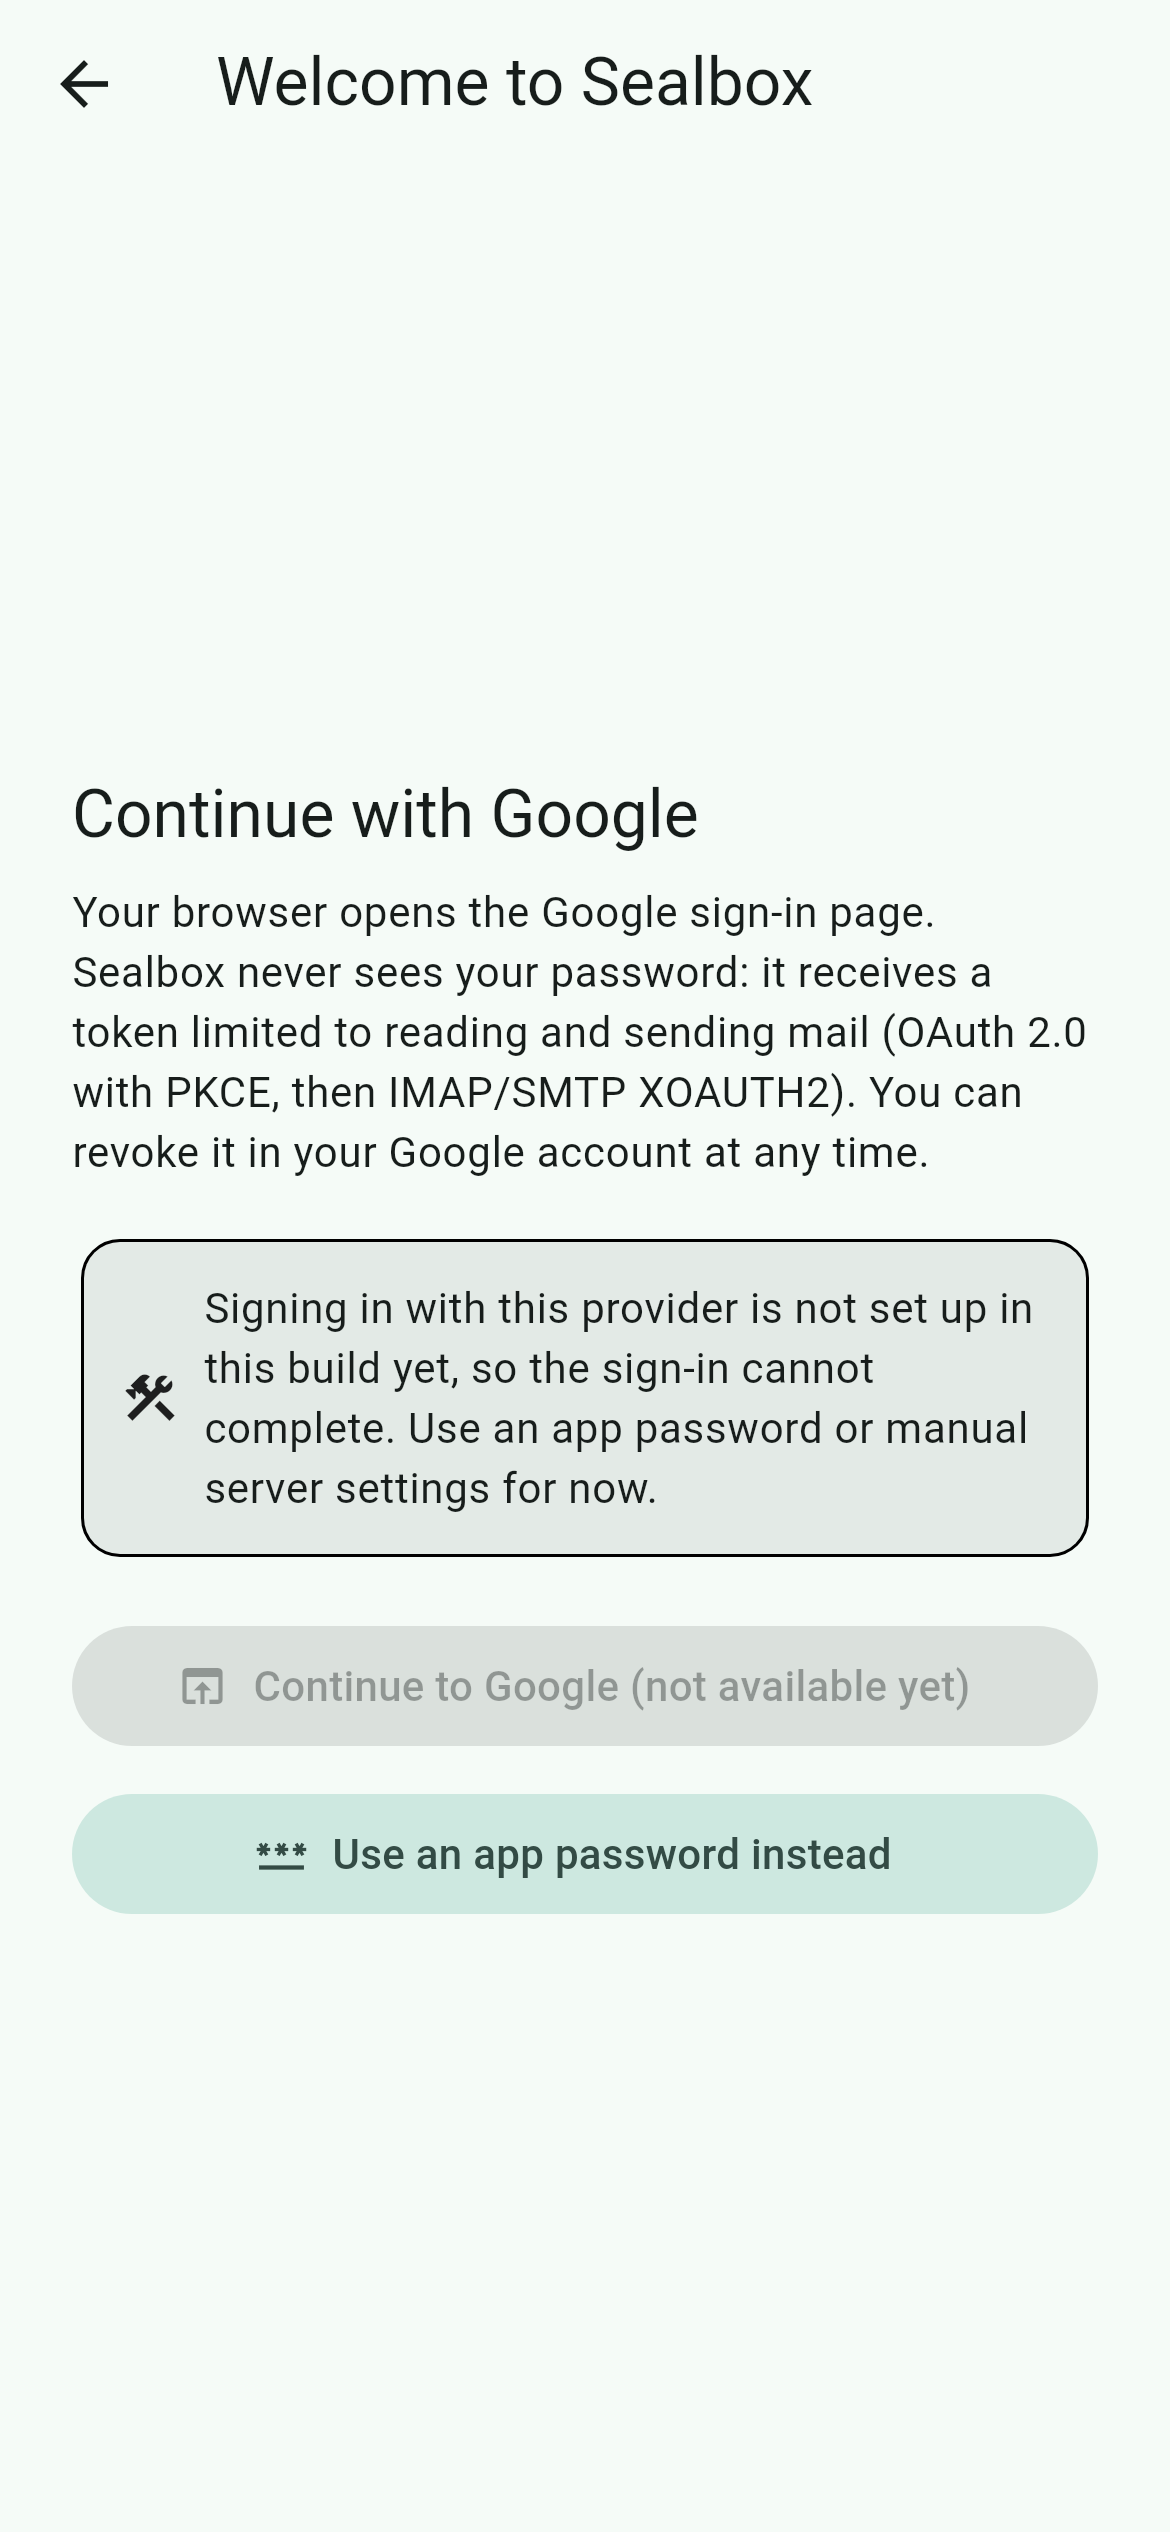 Welcome to Sealbox
Continue with Google
Your browser opens the Google sign-in page.
Sealbox never sees your password: it receives a
token limited to reading and sending mail (OAuth 2.0
with PKCE, then IMAP/SMTP XOAUTH2). You can
revoke it in your Google account at any time.
Signing in with this provider is not set up in
this build yet, so the sign-in cannot
complete. Use an app password or manual
server settings for now.
Continue to Google (not available yet)
Use an app password instead